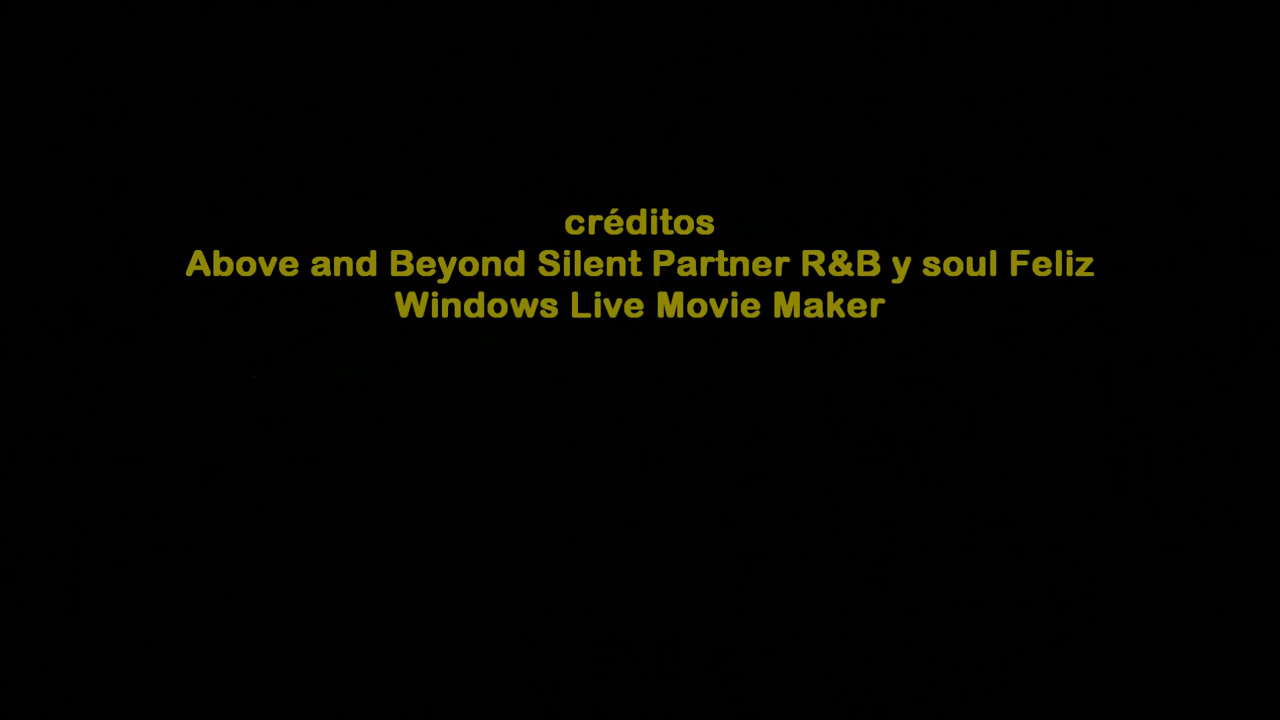 créditos
Above and Beyond Silent Partner R&B y soul Feliz
Windows Live Movie Maker